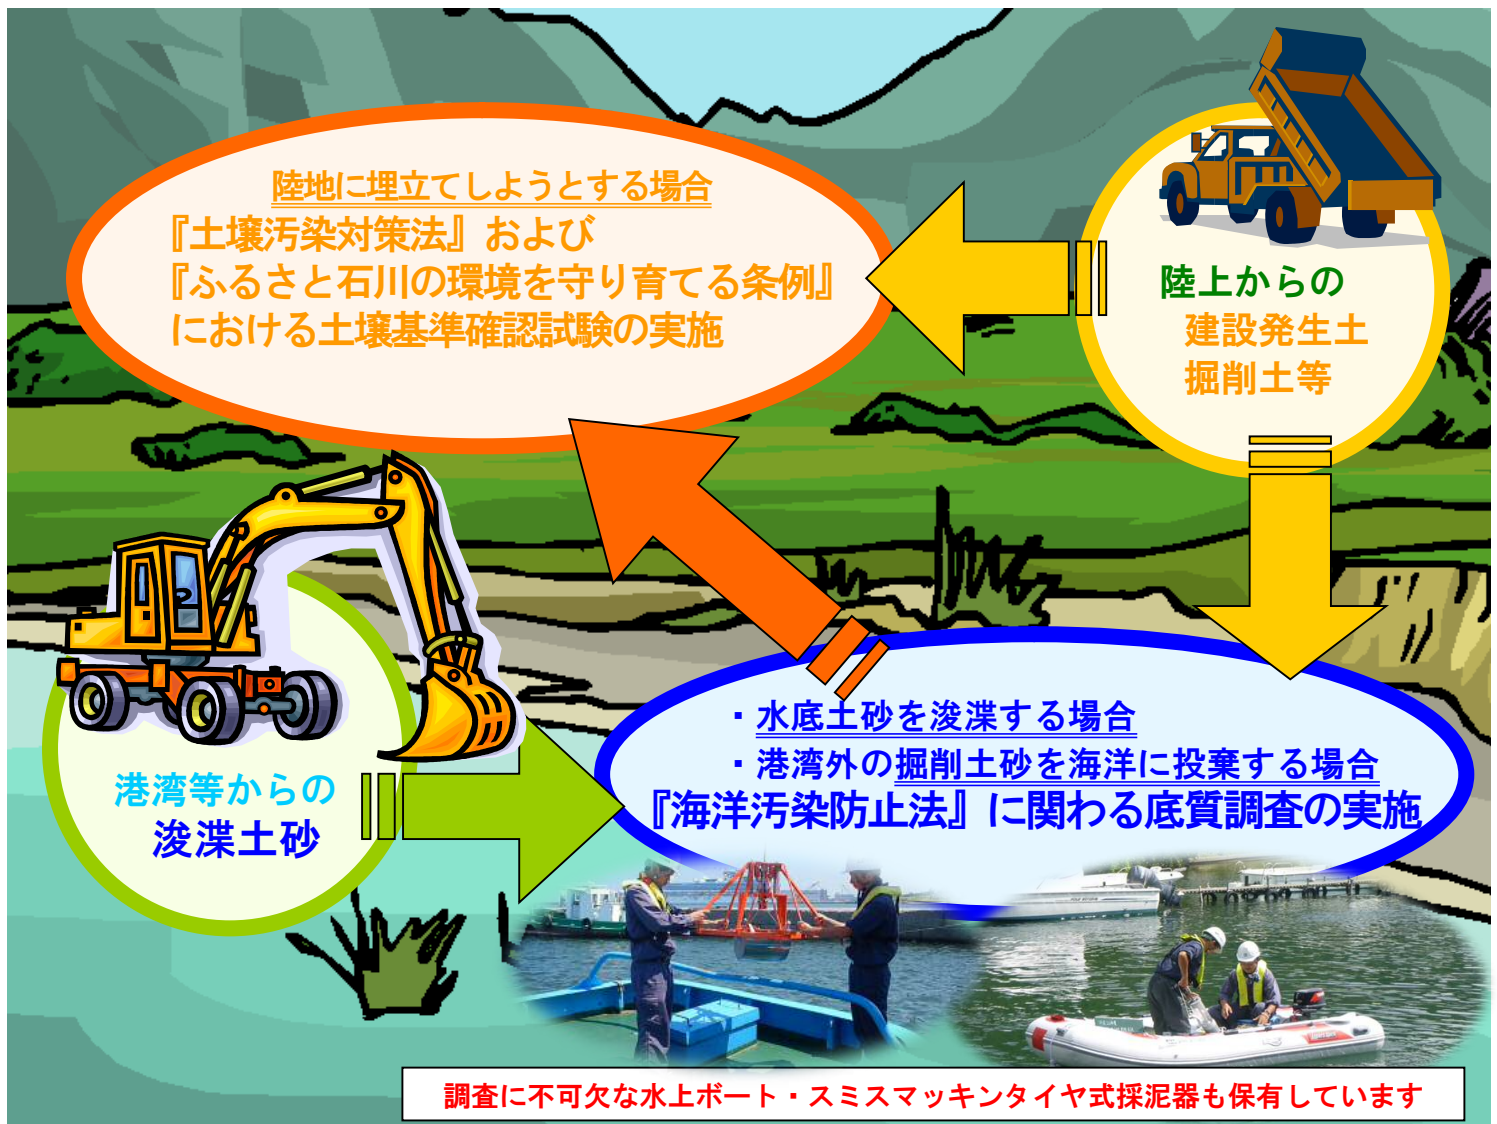 陸地に埋立てしようとする場合
『土壌汚染対策法』および
『ふるさと石川の環境を守り育てる条例』
における土壌基準確認試験の実施
陸上からの
建設発生土
掘削土等
港湾等からの
浚渫土砂
・水底土砂を浚渫する場合
・港湾外の掘削土砂を海洋に投棄する場合
『海洋汚染防止法』に関わる底質調査の実施
調査に不可欠な水上ボート・スミスマッキンタイヤ式採泥器も保有しています